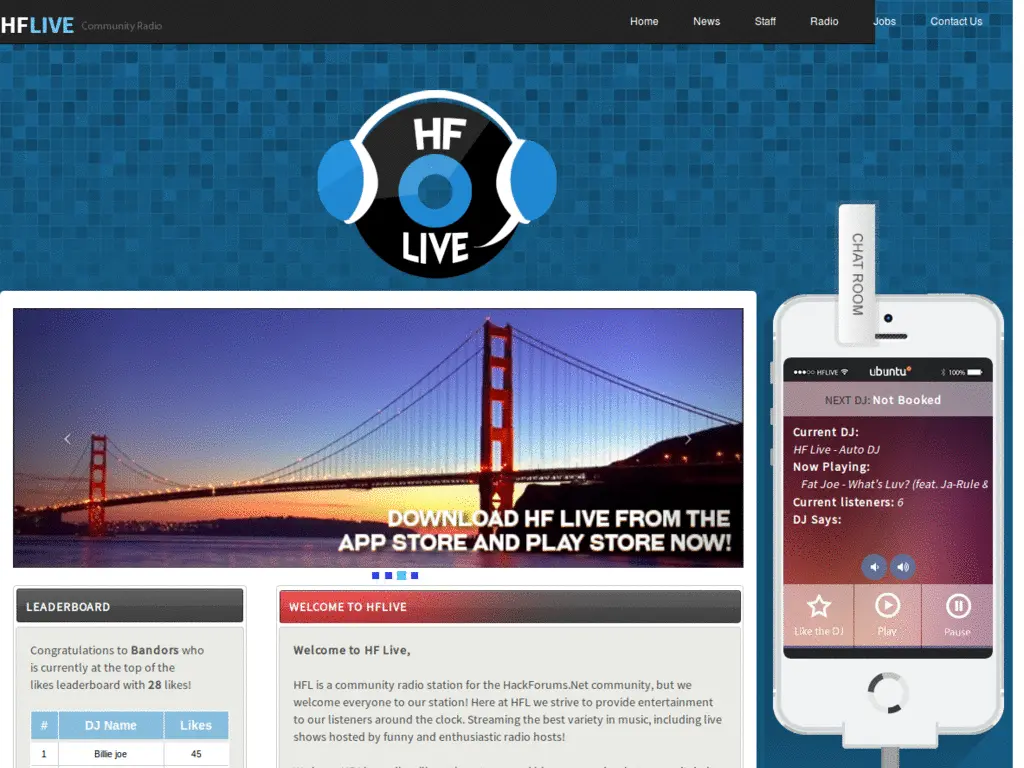 HFLIVE Community Radio
Home News Staff Radio Jobs Contact Us
HF
LIVE
CHAT ROOM
DOWNLOAD HF LIVE FROM THE
APP STORE AND PLAY STORE NOW!
HFLIVE ubuntu 100%
NEXT DJ: Not Booked
Current DJ:
HF Live - Auto DJ
Now Playing:
Fat Joe - What's Luv? (feat. Ja-Rule &
Current listeners: 6
DJ Says:
Like the DJ Play Pause
LEADERBOARD
Congratulations to Bandors who
is currently at the top of the
likes leaderboard with 28 likes!
# DJ Name Likes
1 Billie joe 45
WELCOME TO HFLIVE
Welcome to HF Live,
HFL is a community radio station for the HackForums.Net community, but we
welcome everyone to our station! Here at HFL we strive to provide entertainment
to our listeners around the clock. Streaming the best variety in music, including live
shows hosted by funny and enthusiastic radio hosts!